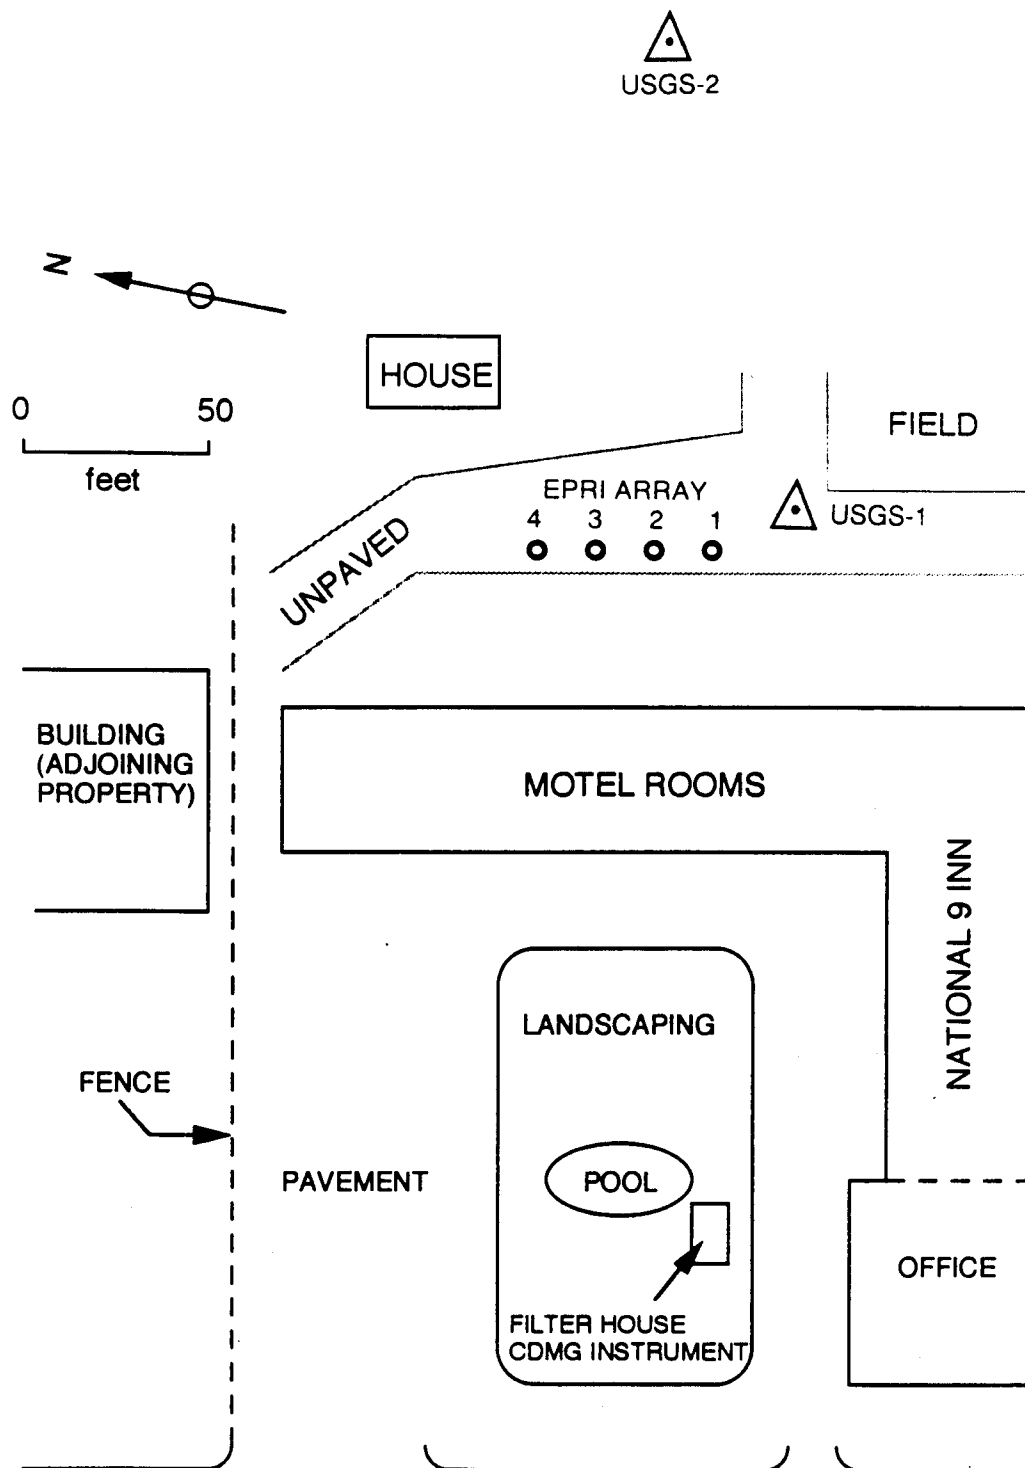 USGS-2
N
HOUSE
0 50
feet
FIELD
EPRI ARRAY
4 3 2 1
USGS-1
UNPAVED
BUILDING
(ADJOINING
PROPERTY)
MOTEL ROOMS
NATIONAL 9 INN
LANDSCAPING
FENCE
PAVEMENT
POOL
OFFICE
FILTER HOUSE
CDMG INSTRUMENT